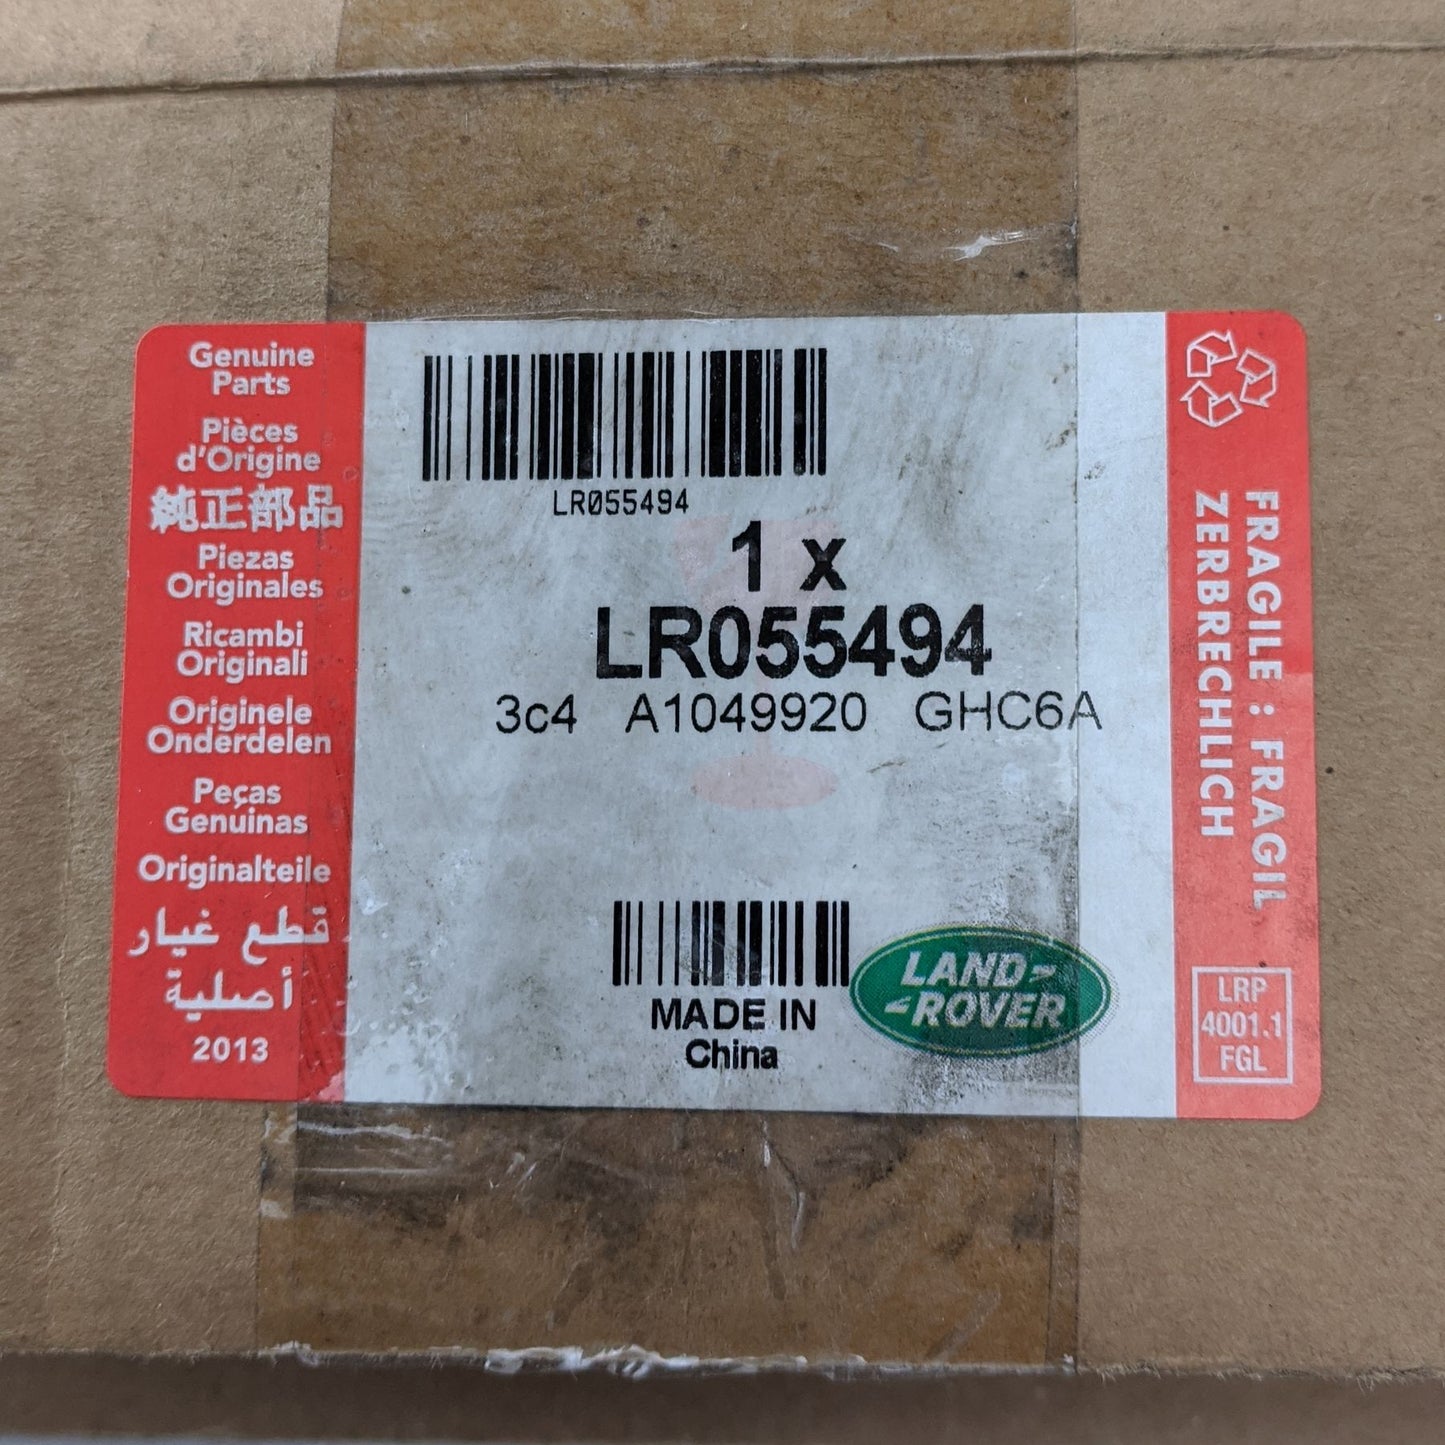 Genuine
Parts
Pièces
d'Origine
純正部品
Piezas
Originales
Ricambi
Originali
Originele
Onderdelen
Peças
Genuinas
Originalteile
قطع غيار
أصلية
2013
LR055494
1 x
LR055494
3c4 A1049920 GHC6A
MADE IN
China
LAND-
-ROVER
FRAGILE : FRAGIL
ZERBRECHLICH
LRP
4001.1
FGL